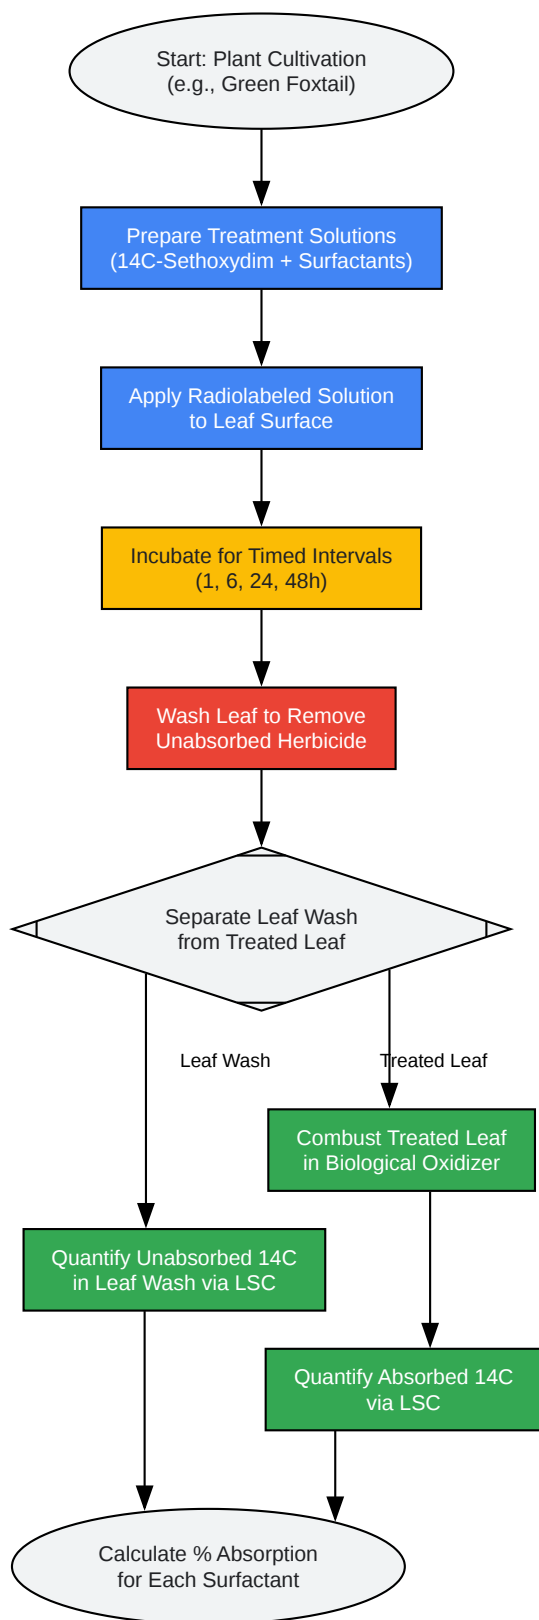 Start: Plant Cultivation
(e.g., Green Foxtail)
Prepare Treatment Solutions
(14C-Sethoxydim + Surfactants)
Apply Radiolabeled Solution
to Leaf Surface
Incubate for Timed Intervals
(1, 6, 24, 48h)
Wash Leaf to Remove
Unabsorbed Herbicide
Separate Leaf Wash
from Treated Leaf
Leaf Wash
Treated Leaf
Combust Treated Leaf
in Biological Oxidizer
Quantify Unabsorbed 14C
in Leaf Wash via LSC
Quantify Absorbed 14C
via LSC
Calculate % Absorption
for Each Surfactant